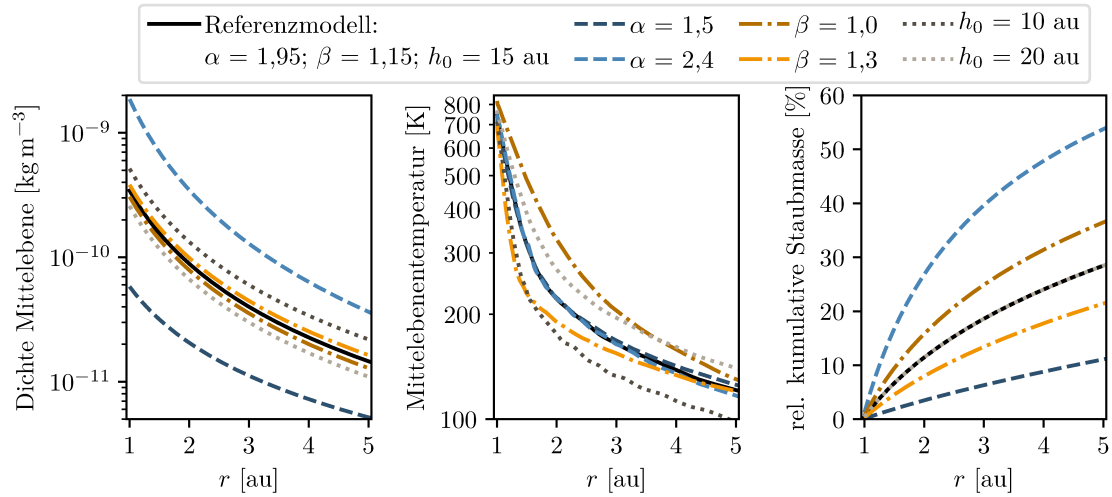 Referenzmodell:
α = 1,95; β = 1,15; h₀ = 15 au
α = 1,5
α = 2,4
β = 1,0
β = 1,3
h₀ = 10 au
h₀ = 20 au
Dichte Mittelebene [kg m⁻³]
10⁻⁹
10⁻¹⁰
10⁻¹¹
1 2 3 4 5
r [au]
Mittelebenentemperatur [K]
800
700
600
500
400
300
200
100
1 2 3 4 5
r [au]
rel. kumulative Staubmasse [%]
60
50
40
30
20
10
0
1 2 3 4 5
r [au]